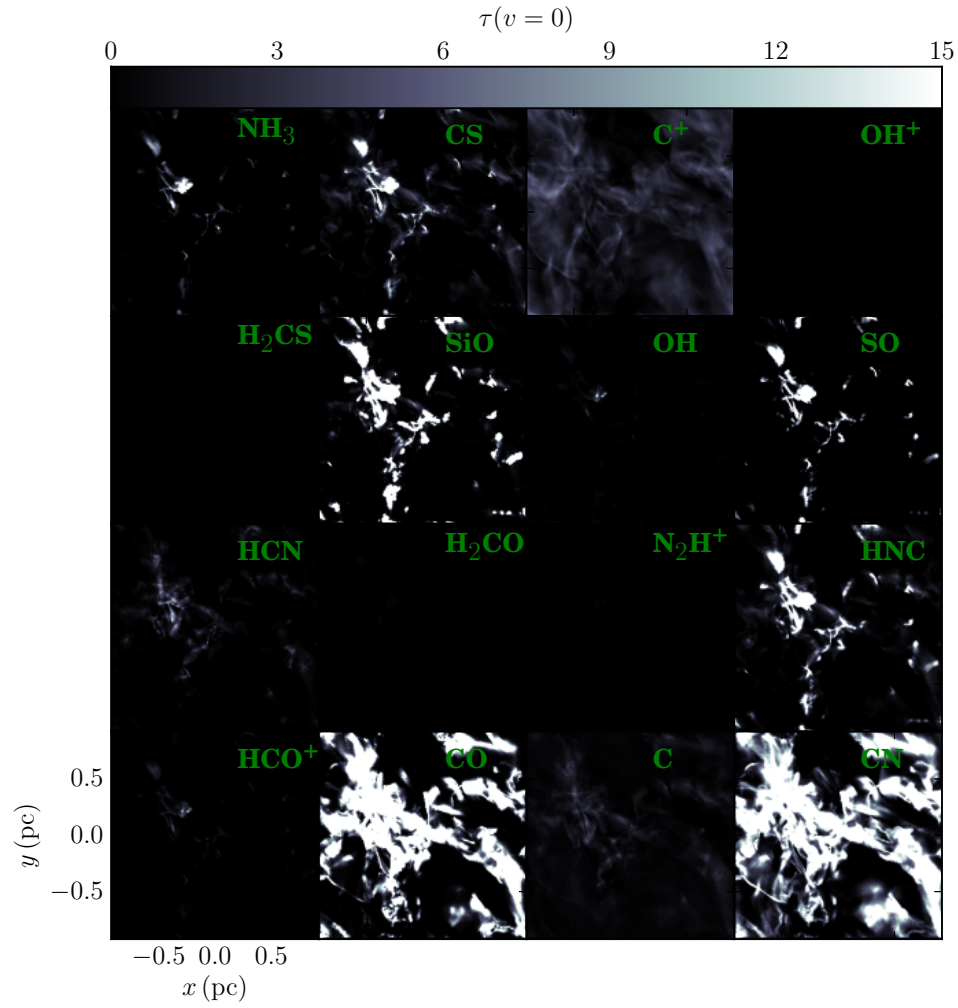 τ(v = 0)
0 3 6 9 12 15
NH₃ CS C⁺ OH⁺
H₂CS SiO OH SO
HCN H₂CO N₂H⁺ HNC
HCO⁺ CO C CN
0.5
0.0
−0.5
y (pc)
−0.5 0.0 0.5
x (pc)